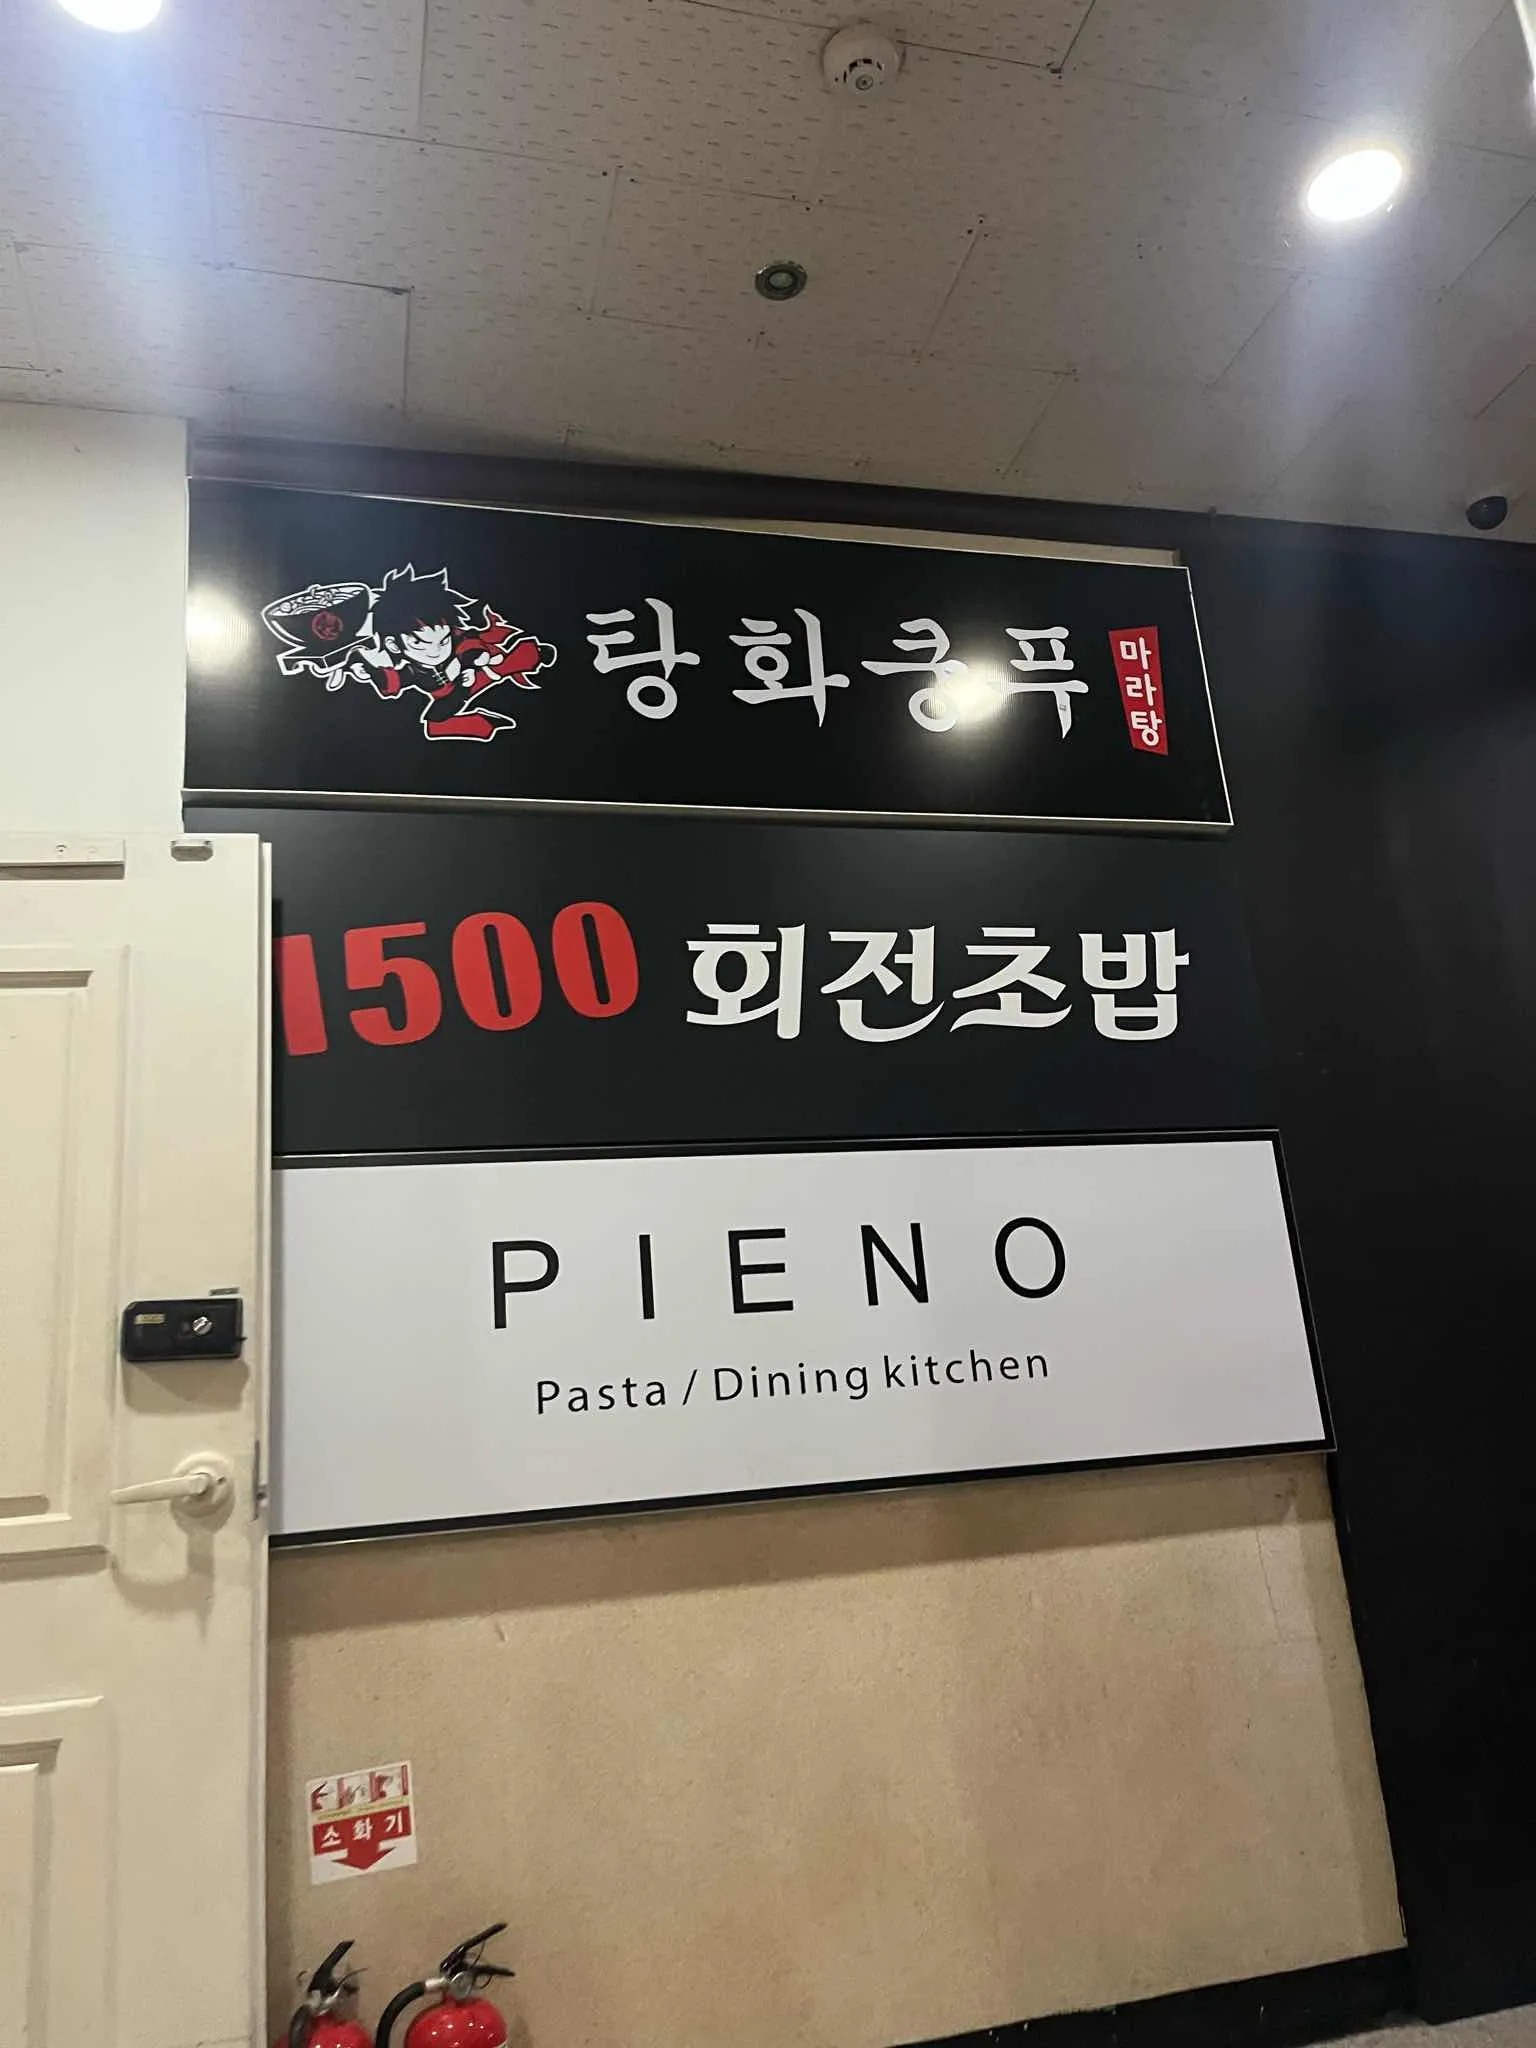 탕화쿵푸
마라탕
1500 회전초밥
PIENO
Pasta / Dining kitchen
소화기